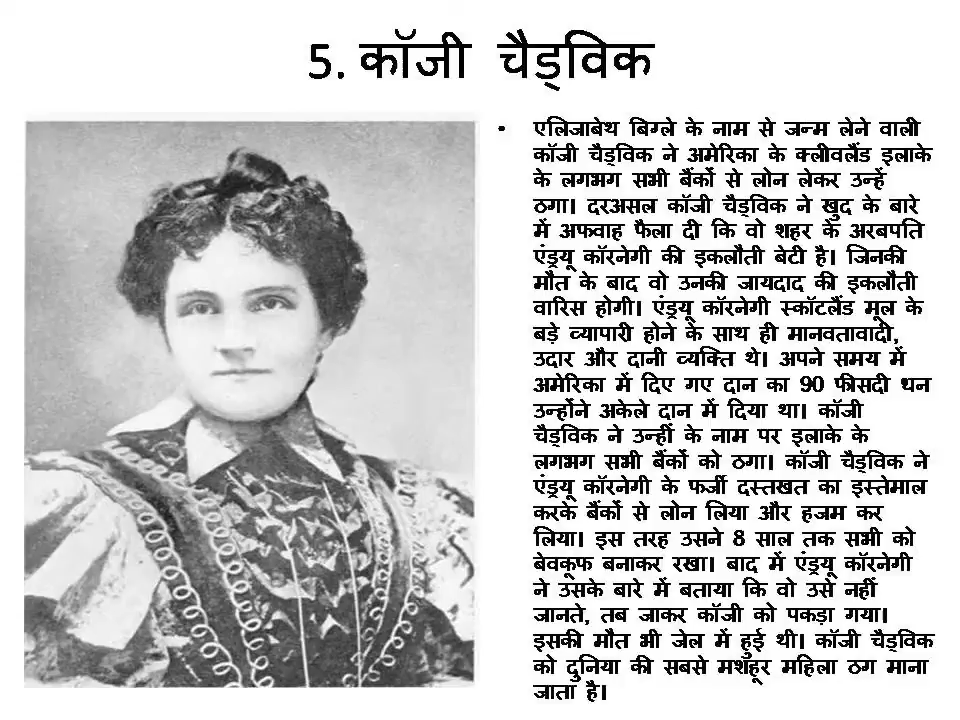 5. कॉजी चैड्विक
• एलिजाबेथ बिग्ले के नाम से जन्म लेने वाली
कॉजी चैड्विक ने अमेरिका के क्लीवलैंड इलाके
के लगभग सभी बैंकों से लोन लेकर उन्हें
ठगा। दरअसल कॉजी चैड्विक ने खुद के बारे
में अफवाह फैला दी कि वो शहर के अरबपति
एंड्रयू कॉरनेगी की इकलौती बेटी है। जिनकी
मौत के बाद वो उनकी जायदाद की इकलौती
वारिस होगी। एंड्रयू कॉरनेगी स्कॉटलैंड मूल के
बड़े व्यापारी होने के साथ ही मानवतावादी,
उदार और दानी व्यक्ति थे। अपने समय में
अमेरिका में दिए गए दान का 90 फीसदी धन
उन्होंने अकेले दान में दिया था। कॉजी
चैड्विक ने उन्हीं के नाम पर इलाके के
लगभग सभी बैंकों को ठगा। कॉजी चैड्विक ने
एंड्रयू कॉरनेगी के फर्जी दस्तखत का इस्तेमाल
करके बैंकों से लोन लिया और हजम कर
लिया। इस तरह उसने 8 साल तक सभी को
बेवकूफ बनाकर रखा। बाद में एंड्रयू कॉरनेगी
ने उसके बारे में बताया कि वो उसे नहीं
जानते, तब जाकर कॉजी को पकड़ा गया।
इसकी मौत भी जेल में हुई थी। कॉजी चैड्विक
को दुनिया की सबसे मशहूर महिला ठग माना
जाता है।